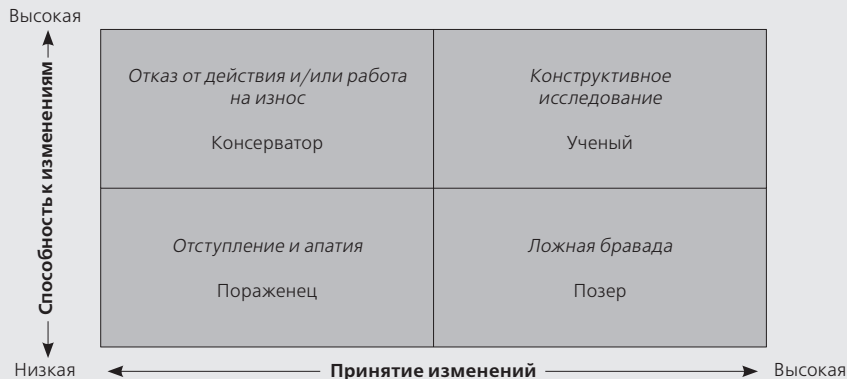 Высокая
Способность к изменениям
Отказ от действия и/или работа
на износ
Консерватор
Конструктивное
исследование
Ученый
Отступление и апатия
Пораженец
Ложная бравада
Позер
Низкая
Принятие изменений
Высокая